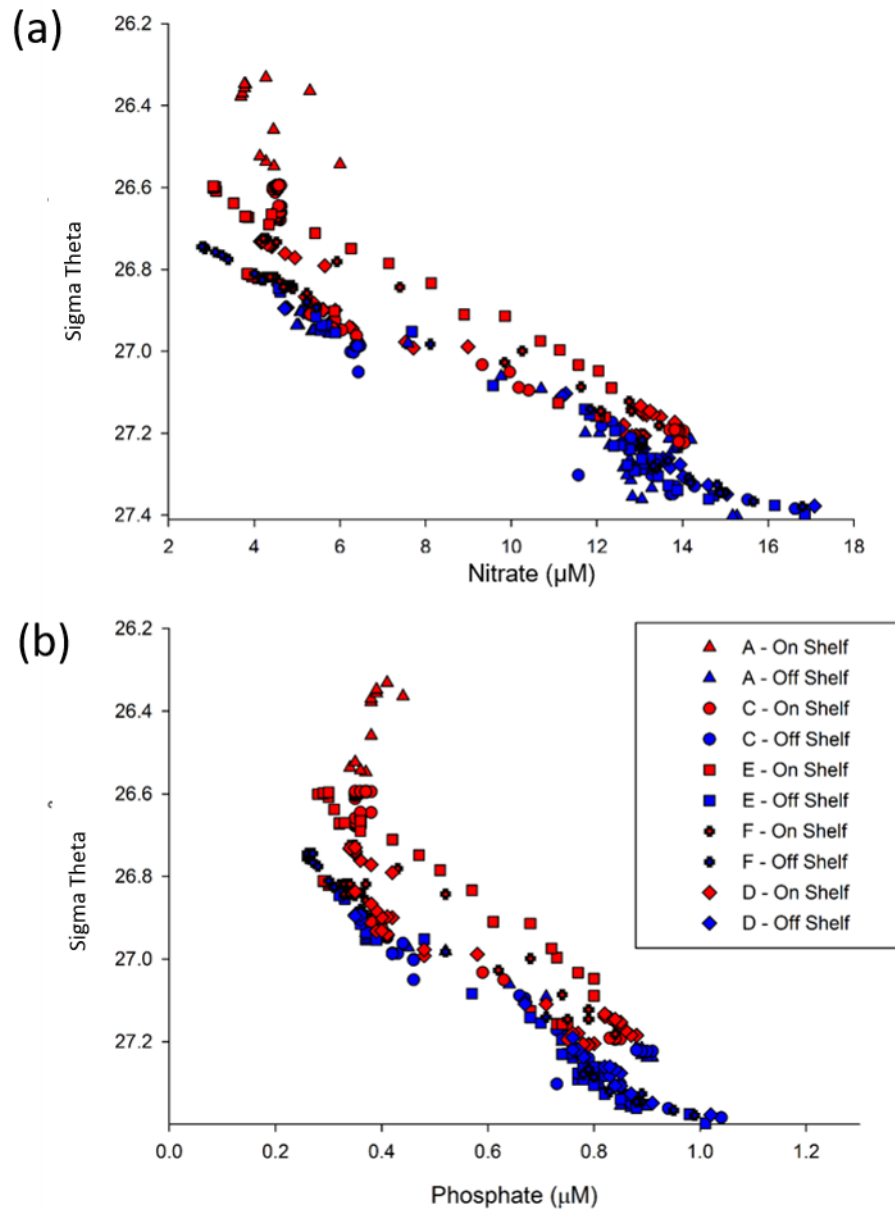 (a)
26.2
26.4
26.6
26.8
27.0
27.2
27.4
Sigma Theta
2 4 6 8 10 12 14 16 18
Nitrate (µM)
(b)
26.2
26.4
26.6
26.8
27.0
27.2
Sigma Theta
A - On Shelf
A - Off Shelf
C - On Shelf
C - Off Shelf
E - On Shelf
E - Off Shelf
F - On Shelf
F - Off Shelf
D - On Shelf
D - Off Shelf
0.0 0.2 0.4 0.6 0.8 1.0 1.2
Phosphate (µM)